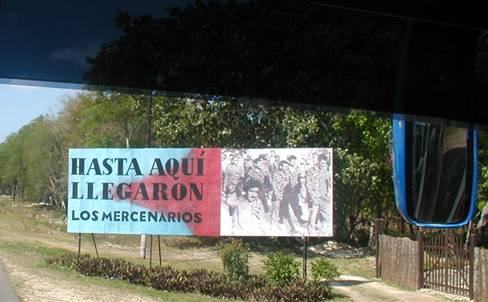 HASTA AQUÍ
LLEGARON
LOS MERCENARIOS